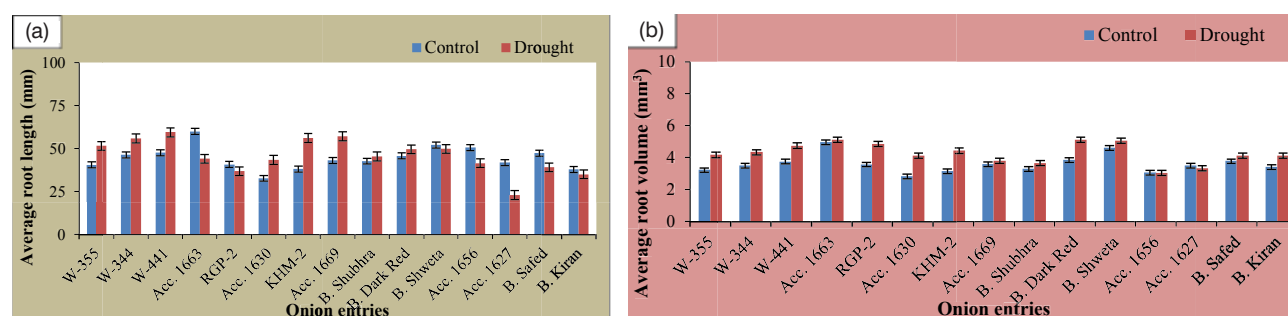 (a)
Control Drought
Average root length (mm)
100
75
50
25
0
W-355
W-344
W-441
Acc. 1663
RGP-2
Acc. 1630
KHM-2
Acc. 1669
B. Shubhra
B. Dark Red
B. Shweta
Acc. 1656
Acc. 1627
B. Safed
B. Kiran
Onion entries
(b)
Control Drought
Average root volume (mm³)
10
8
6
4
2
0
W-355
W-344
W-441
Acc. 1663
RGP-2
Acc. 1630
KHM-2
Acc. 1669
B. Shubhra
B. Dark Red
B. Shweta
Acc. 1656
Acc. 1627
B. Safed
B. Kiran
Onion entries